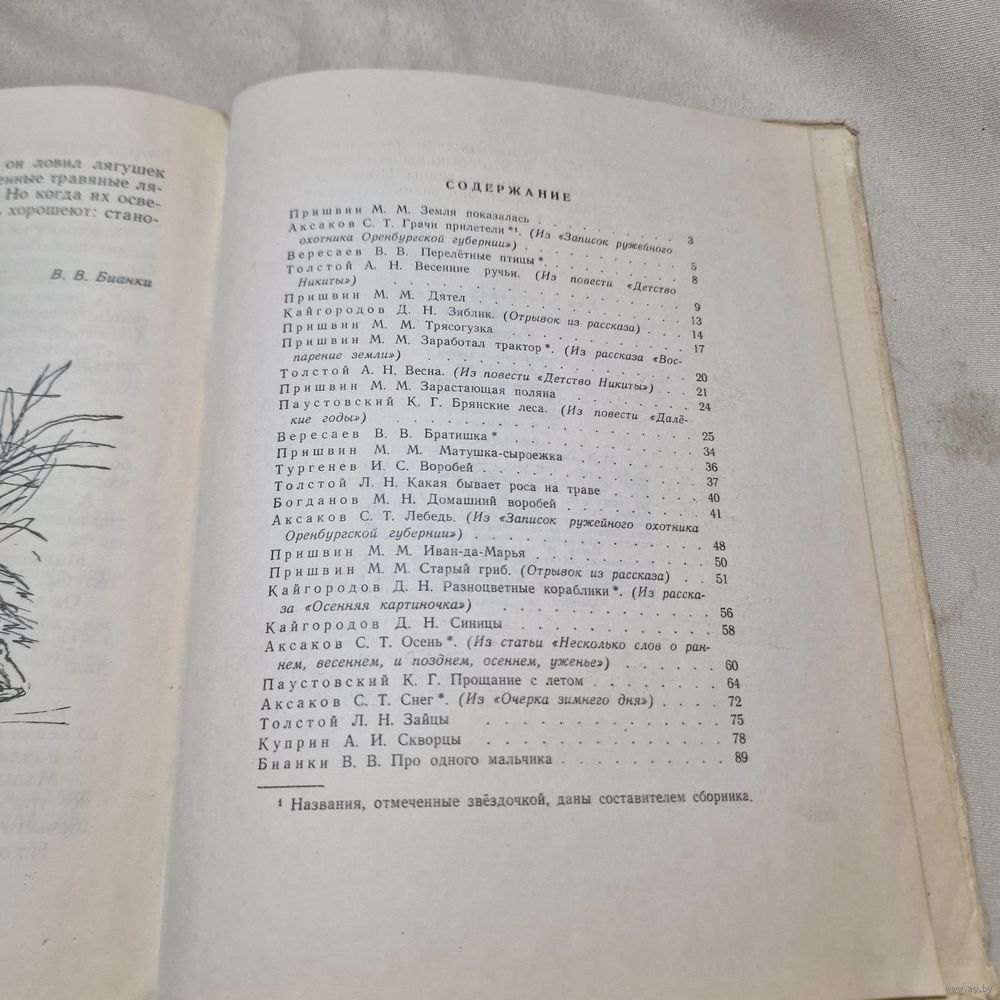 он ловил лягушек
енные травяные ля-
Но когда их осве-
хорошеют: стано-
В. В. Бианки
СОДЕРЖАНИЕ
Пришвин М. М. Земля показалась . . . . . . . . . . 3
Аксаков С. Т. Грачи прилетели *¹. (Из «Записок ружейного
охотника Оренбургской губернии») . . . . . . . . . 5
Вересаев В. В. Перелётные птицы *. . . . . . . . . 8
Толстой А. Н. Весенние ручьи. (Из повести «Детство
Никиты») . . . . . . . . . . . . . . . . 9
Пришвин М. М. Дятел . . . . . . . . . . . . 13
Кайгородов Д. Н. Зяблик. (Отрывок из рассказа) . . . 14
Пришвин М. М. Трясогузка . . . . . . . . . . 17
Пришвин М. М. Заработал трактор *. (Из рассказа «Вос-
парение земли») . . . . . . . . . . . . . 20
Толстой А. Н. Весна. (Из повести «Детство Никиты») . . 21
Пришвин М. М. Зарастающая поляна . . . . . . . 24
Паустовский К. Г. Брянские леса. (Из повести «Далё-
кие годы») . . . . . . . . . . . . . . . 25
Вересаев В. В. Братишка * . . . . . . . . . . 34
Пришвин М. М. Матушка-сыроежка . . . . . . . 36
Тургенев И. С. Воробей . . . . . . . . . . . 37
Толстой Л. Н. Какая бывает роса на траве . . . . . 40
Богданов М. Н. Домашний воробей . . . . . . . 41
Аксаков С. Т. Лебедь. (Из «Записок ружейного охотника
Оренбургской губернии») . . . . . . . . . . . 48
Пришвин М. М. Иван-да-Марья . . . . . . . . . 50
Пришвин М. М. Старый гриб. (Отрывок из рассказа) . . 51
Кайгородов Д. Н. Разноцветные кораблики *. (Из расска-
за «Осенняя картиночка») . . . . . . . . . . 56
Кайгородов Д. Н. Синицы . . . . . . . . . . 58
Аксаков С. Т. Осень *. (Из статьи «Несколько слов о ран-
нем, весеннем, и позднем, осеннем, уженье») . . . . . . 60
Паустовский К. Г. Прощание с летом . . . . . . . 64
Аксаков С. Т. Снег *. (Из «Очерка зимнего дня») . . . . 72
Толстой Л. Н. Зайцы . . . . . . . . . . . . 75
Куприн А. И. Скворцы . . . . . . . . . . . . 78
Бианки В. В. Про одного мальчика . . . . . . . . . 89
¹ Названия, отмеченные звёздочкой, даны составителем сборника.
www.ay.by